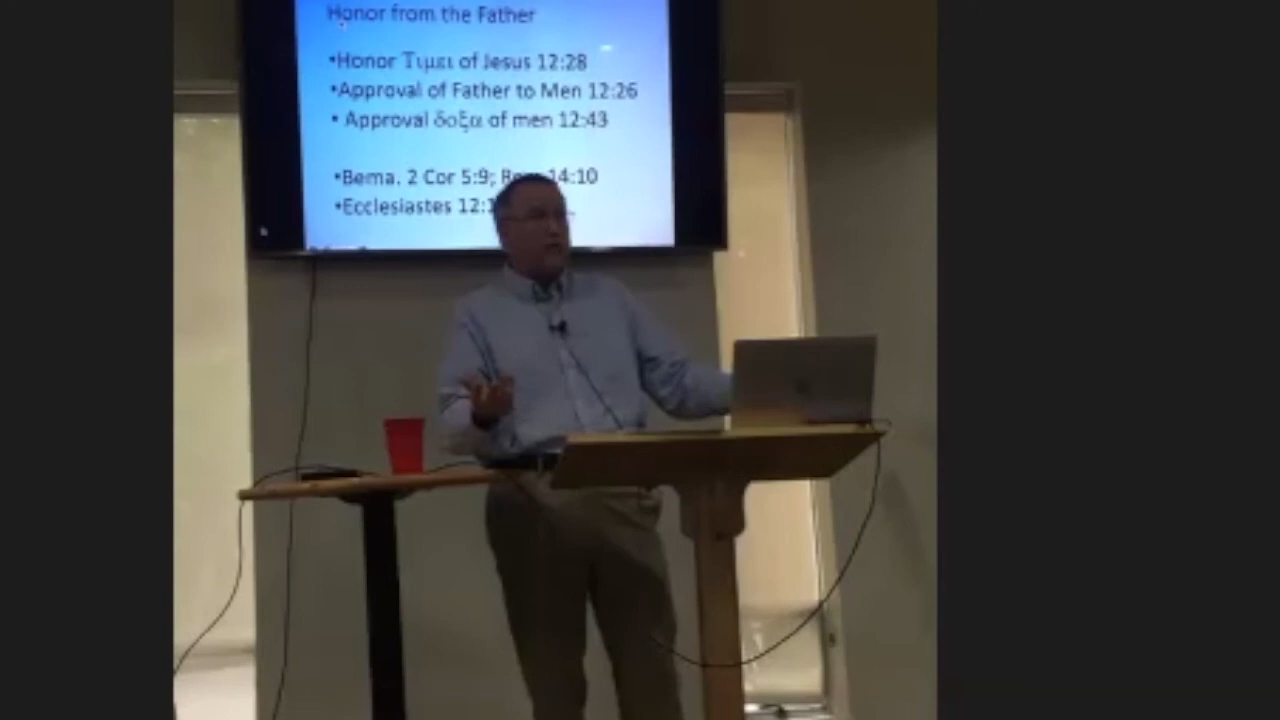 Honor from the Father
•Honor Τιμει of Jesus 12:28
•Approval of Father to Men 12:26
• Approval δοξα of men 12:43
•Bema. 2 Cor 5:9; 14:10
•Ecclesiastes